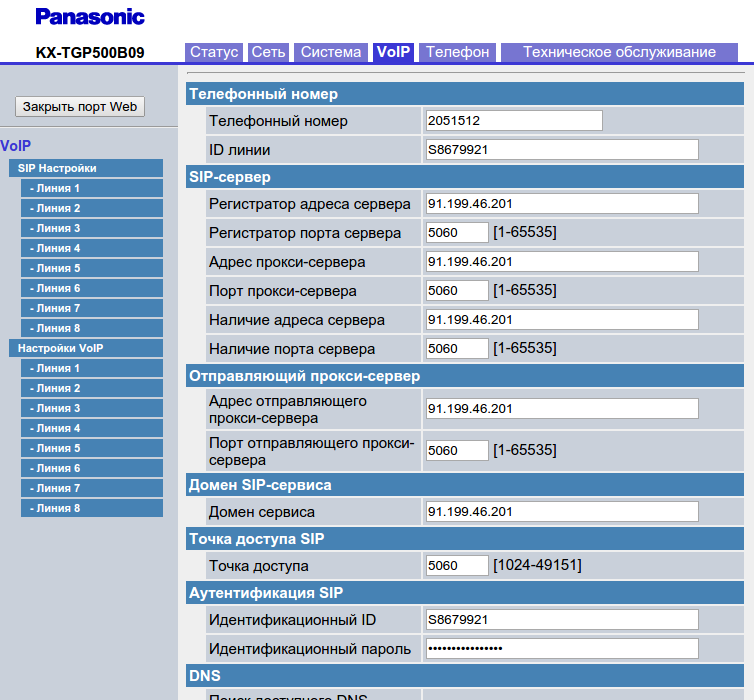 Panasonic
KX-TGP500B09
Статус Сеть Система VoIP Телефон Техническое обслуживание
Закрыть порт Web
VoIP
SIP Настройки
- Линия 1
- Линия 2
- Линия 3
- Линия 4
- Линия 5
- Линия 6
- Линия 7
- Линия 8
Настройки VoIP
- Линия 1
- Линия 2
- Линия 3
- Линия 4
- Линия 5
- Линия 6
- Линия 7
- Линия 8
Телефонный номер
Телефонный номер 2051512
ID линии S8679921
SIP-сервер
Регистратор адреса сервера 91.199.46.201
Регистратор порта сервера 5060 [1-65535]
Адрес прокси-сервера 91.199.46.201
Порт прокси-сервера 5060 [1-65535]
Наличие адреса сервера 91.199.46.201
Наличие порта сервера 5060 [1-65535]
Отправляющий прокси-сервер
Адрес отправляющего
прокси-сервера 91.199.46.201
Порт отправляющего прокси-
сервера 5060 [1-65535]
Домен SIP-сервиса
Домен сервиса 91.199.46.201
Точка доступа SIP
Точка доступа 5060 [1024-49151]
Аутентификация SIP
Идентификационный ID S8679921
Идентификационный пароль •••••••••••••••
DNS
Поиск доступного DNS